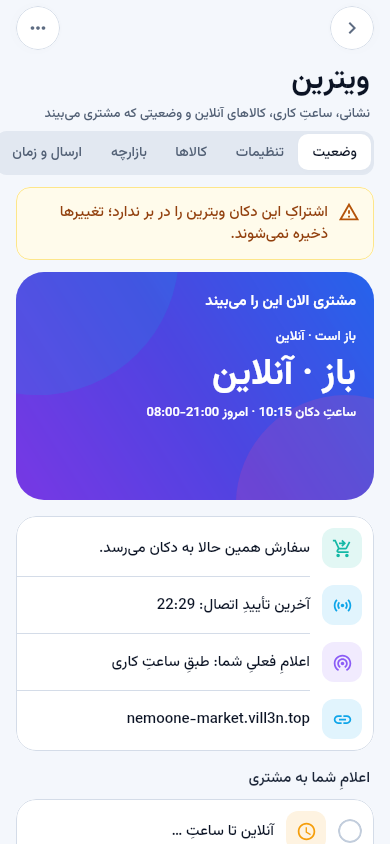 ویترین
نشانی، ساعتِ کاری، کالاهای آنلاین و وضعیتی که مشتری می‌بیند
وضعیت
تنظیمات
کالاها
بازارچه
ارسال و زمان
اشتراکِ این دکان ویترین را در بر ندارد؛ تغییرها
ذخیره نمی‌شوند.
مشتری الان این را می‌بیند
باز است · آنلاین
باز · آنلاین
ساعتِ دکان 10:15 · امروز 08:00–21:00
سفارش همین حالا به دکان می‌رسد.
آخرین تأییدِ اتصال: 22:29
اعلامِ فعلیِ شما: طبقِ ساعتِ کاری
nemoone-market.vill3n.top
اعلامِ شما به مشتری
آنلاین تا ساعتِ ...